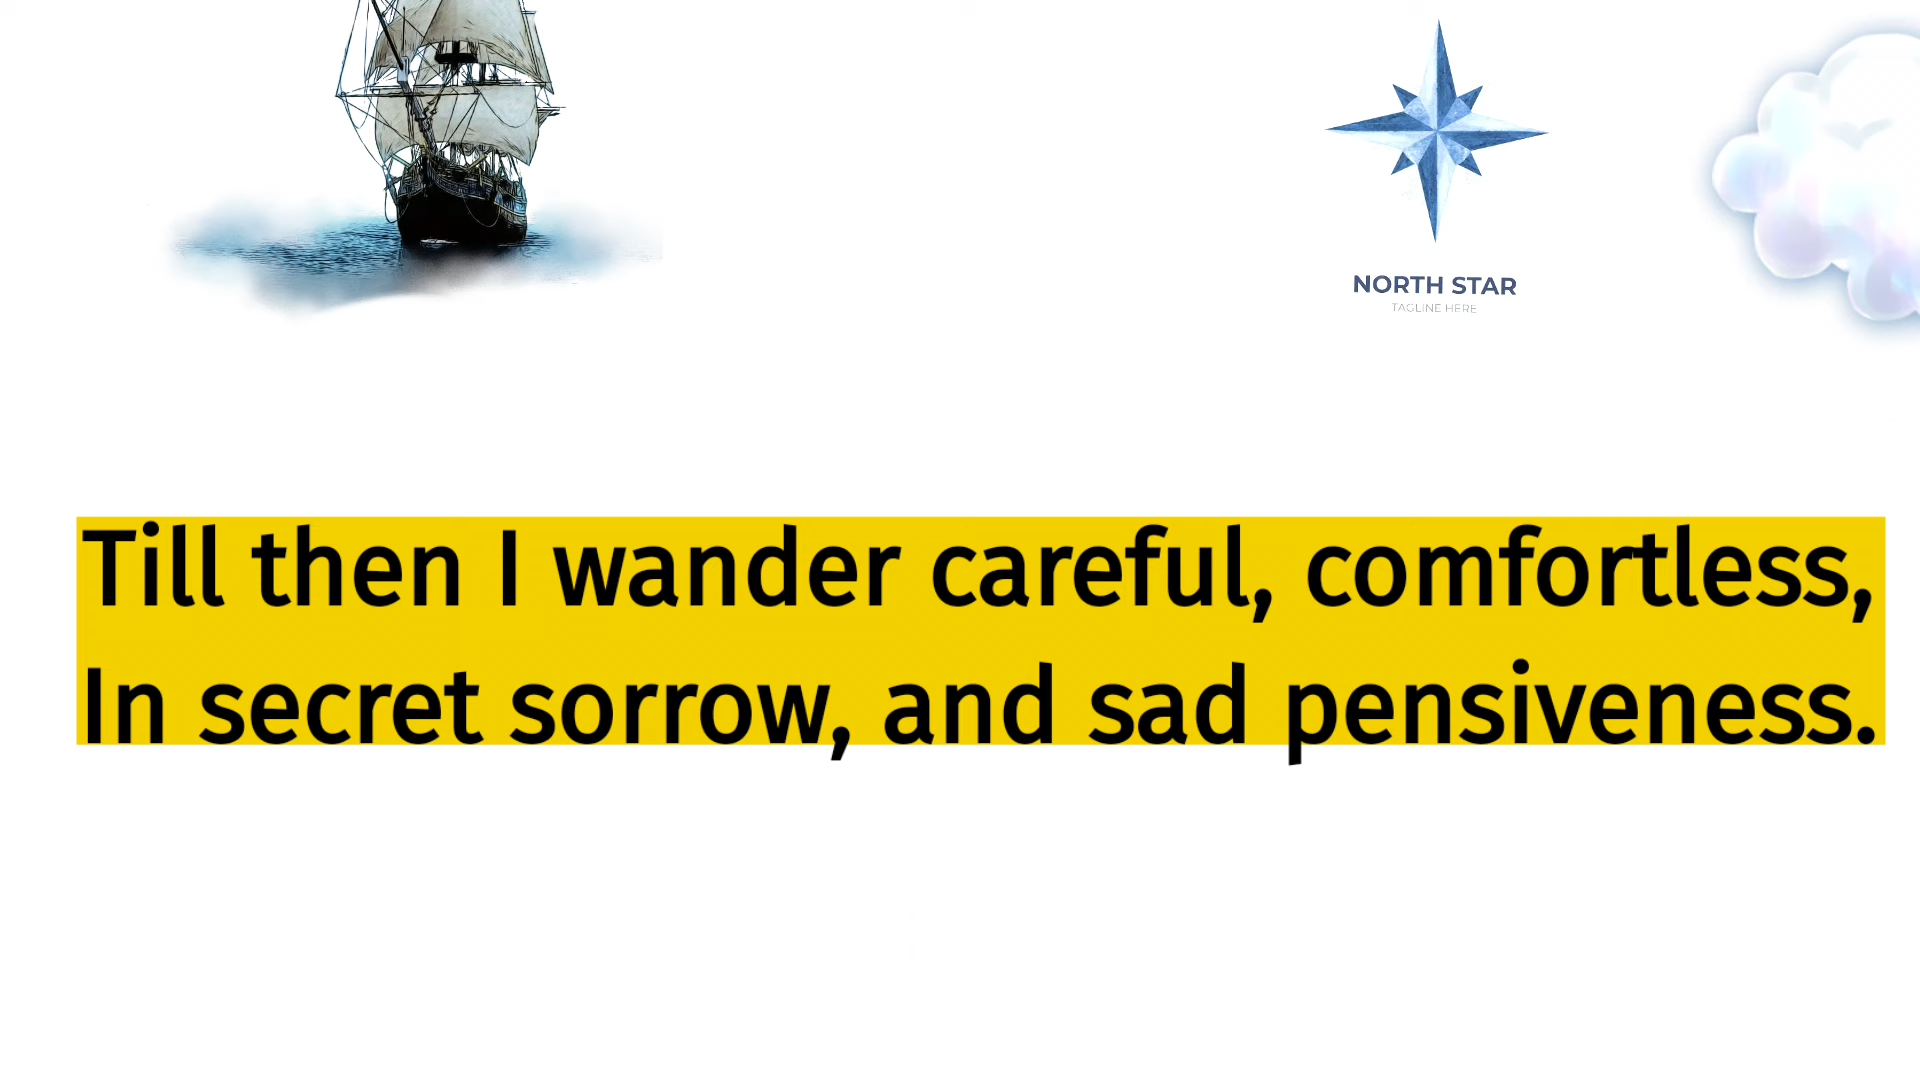 NORTH STAR
TAGLINE HERE
Till then I wander careful, comfortless,
In secret sorrow, and sad pensiveness.